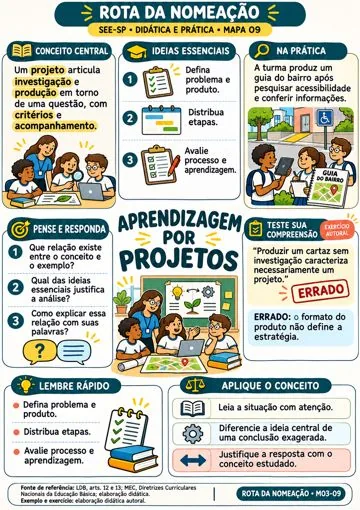 ROTA DA NOMEAÇÃO
SEE-SP • DIDÁTICA E PRÁTICA • MAPA 09
CONCEITO CENTRAL
Um projeto articula
investigação e
produção em torno
de uma questão, com
critérios e
acompanhamento.
IDEIAS ESSENCIAIS
1
Defina
problema e
produto.
2
Distribua
etapas.
3
Avalie
processo e
aprendizagem.
NA PRÁTICA
A turma produz um
guia do bairro após
pesquisar acessibilidade
e conferir informações.
GUIA
DO BAIRRO
PENSE E RESPONDA
1
Que relação existe
entre o conceito e
o exemplo?
2
Qual das ideias
essenciais justifica
a análise?
3
Como explicar essa
relação com suas
palavras?
?
APRENDIZAGEM
POR
PROJETOS
TESTE SUA
COMPREENSÃO
EXERCÍCIO
AUTORAL
"Produzir um cartaz sem
investigação caracteriza
necessariamente um
projeto."
ERRADO
ERRADO: o formato do
produto não define a
estratégia.
LEMBRE RÁPIDO
Defina problema e
produto.
Distribua etapas.
Avalie processo e
aprendizagem.
APLIQUE O CONCEITO
Leia a situação com atenção.
Diferencie a ideia central de
uma conclusão exagerada.
Justifique a resposta com o
conceito estudado.
Fonte de referência: LDB, arts. 12 e 13; MEC, Diretrizes Curriculares
Nacionais da Educação Básica; elaboração didática.
Exemplo e exercício: elaboração didática autoral.
ROTA DA NOMEAÇÃO • M03-09